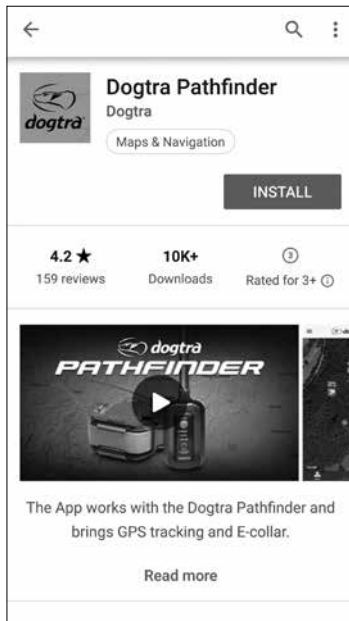 dogtra
Dogtra Pathfinder
Dogtra
Maps & Navigation
INSTALL
4.2 ★
10K+
3
159 reviews
Downloads
Rated for 3+
dogtra
PATHFINDER
The App works with the Dogtra Pathfinder and
brings GPS tracking and E-collar.
Read more